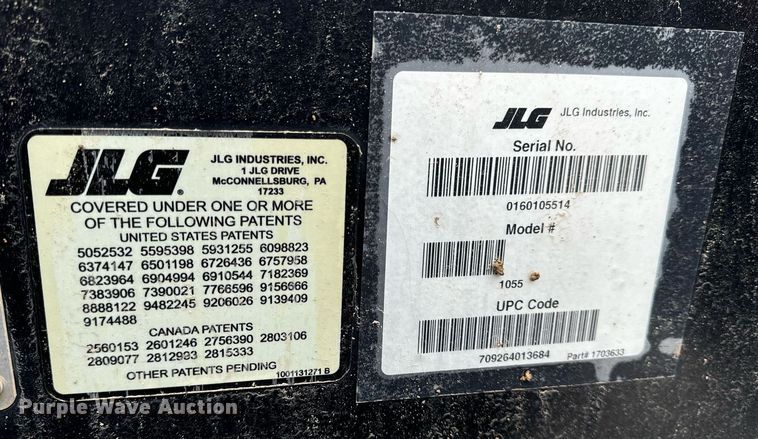 JLG
JLG INDUSTRIES, INC.
1 JLG DRIVE
McCONNELLSBURG, PA
17233
COVERED UNDER ONE OR MORE
OF THE FOLLOWING PATENTS
UNITED STATES PATENTS
5052532 5595398 5931255 6098823
6374147 6501198 6726436 6757958
6823964 6904994 6910544 7182369
7383906 7390021 7766596 9156666
8888122 9482245 9206026 9139409
9174488
CANADA PATENTS
2560153 2601246 2756390 2803106
2809077 2812993 2815333
OTHER PATENTS PENDING
1001131271 B
JLG JLG Industries, Inc.
Serial No.
0160105514
Model #
1055
UPC Code
709264013684 Part# 1703633
Purple Wave Auction